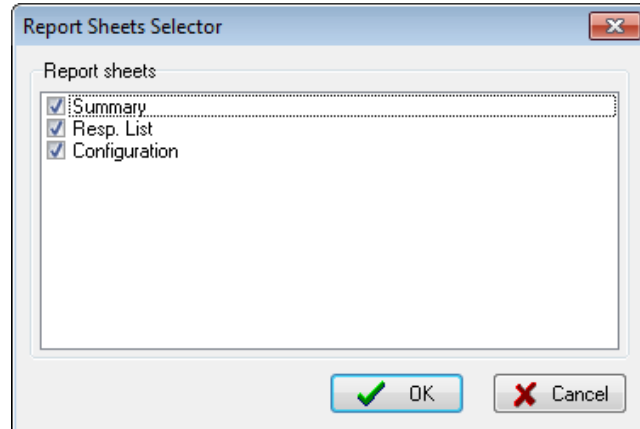 Report Sheets Selector
Report sheets
Summary
Resp. List
Configuration
OK
Cancel